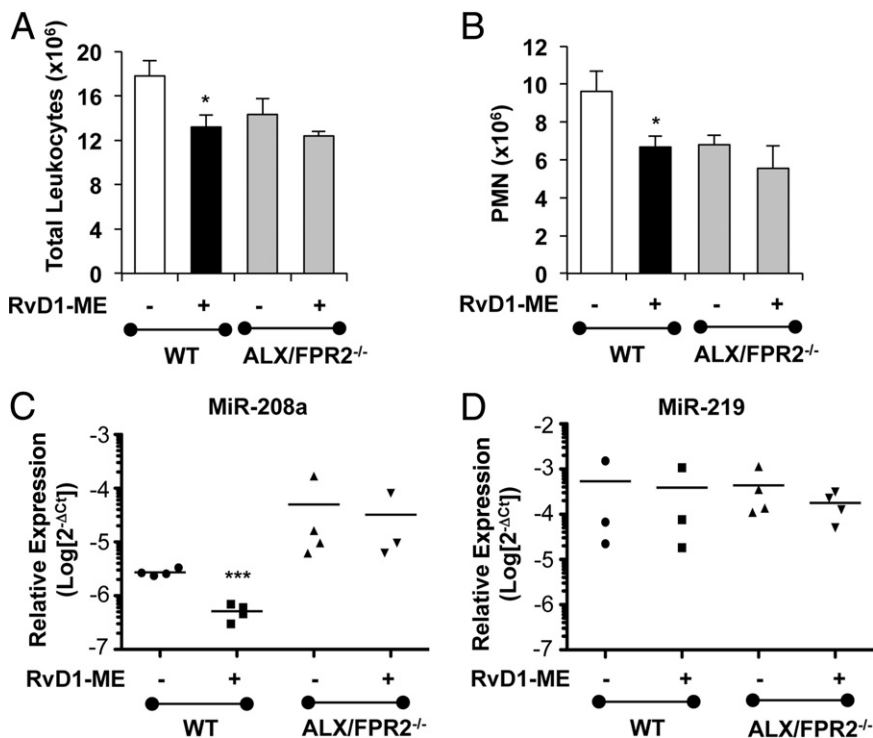 A
Total Leukocytes (x10⁶)
20
16
12
8
4
0
*
RvD1-ME - + - +
WT ALX/FPR2⁻/⁻
B
PMN (x10⁶)
12
10
8
6
4
2
0
*
RvD1-ME - + - +
WT ALX/FPR2⁻/⁻
C
MiR-208a
Relative Expression
(Log[2⁻ΔCt])
-3
-4
-5
-6
-7
***
RvD1-ME - + - +
WT ALX/FPR2⁻/⁻
D
MiR-219
Relative Expression
(Log[2⁻ΔCt])
-2
-3
-4
-5
-6
-7
RvD1-ME - + - +
WT ALX/FPR2⁻/⁻